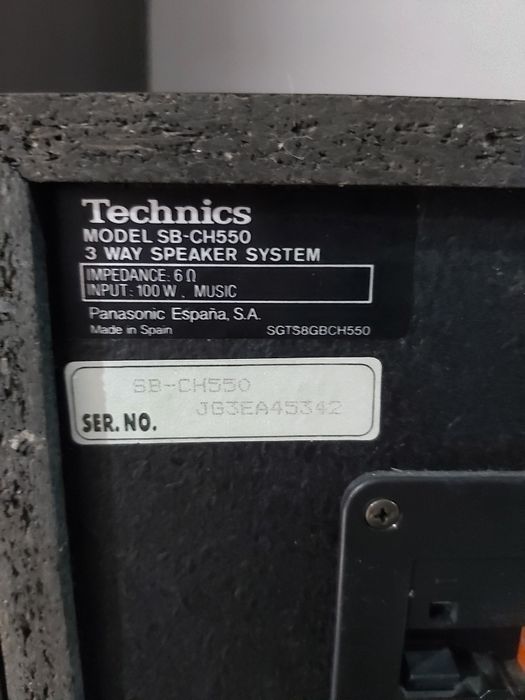 Technics
MODEL SB-CH550
3 WAY SPEAKER SYSTEM
IMPEDANCE: 6 Ω
INPUT: 100 W. MUSIC
Panasonic España, S.A.
Made in Spain SGTS8GBCH550
SB-CH550
SER. NO. JG3EA45342